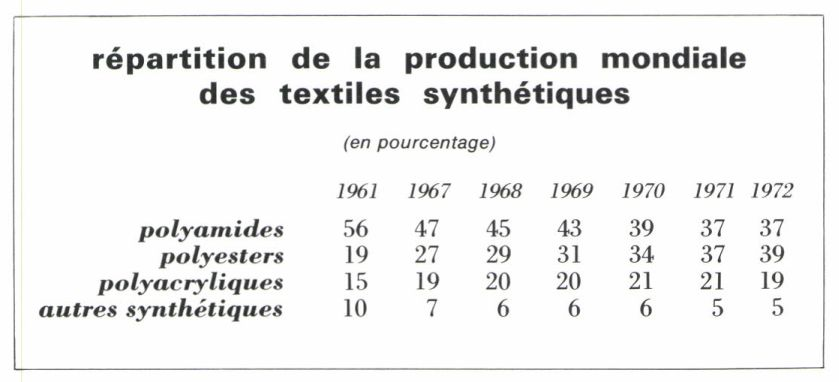 répartition de la production mondiale
des textiles synthétiques
(en pourcentage)
1961 1967 1968 1969 1970 1971 1972
polyamides 56 47 45 43 39 37 37
polyesters 19 27 29 31 34 37 39
polyacryliques 15 19 20 20 21 21 19
autres synthétiques 10 7 6 6 6 5 5